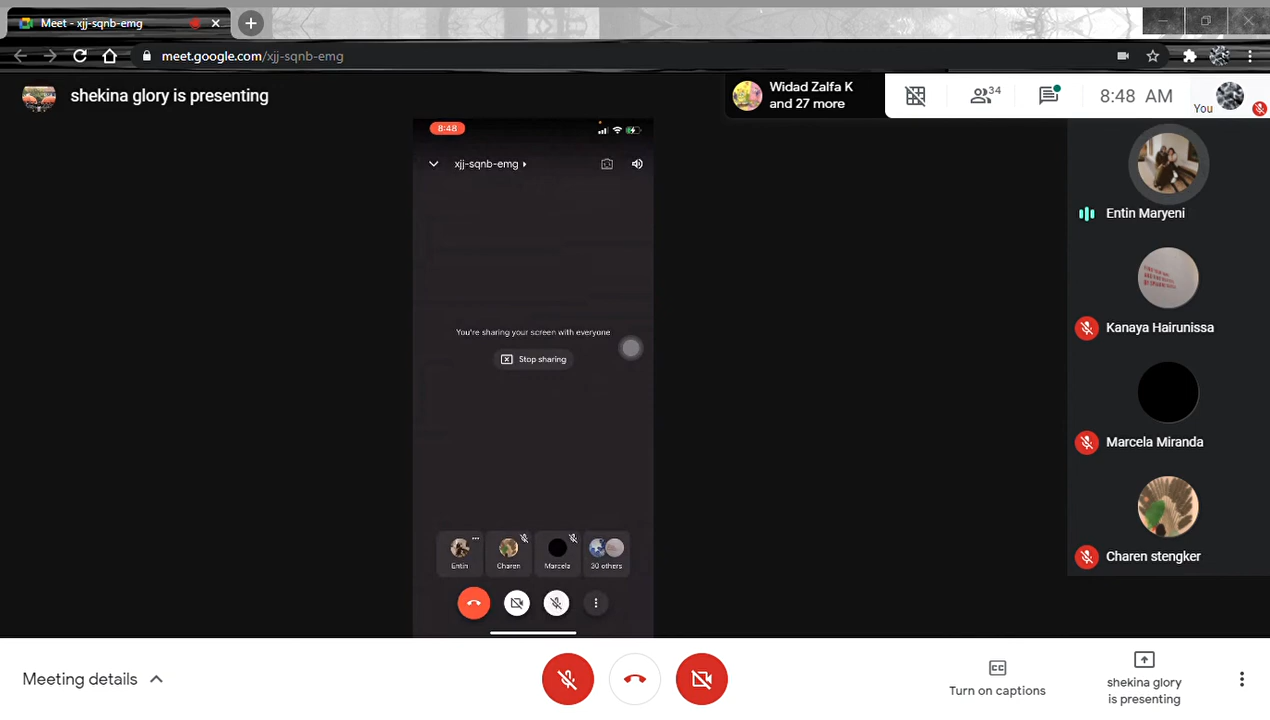 Meet - xjj-sqnb-emg
meet.google.com/xjj-sqnb-emg
shekina glory is presenting
Widad Zalfa K
and 27 more
34
8:48 AM
You
8:48
xjj-sqnb-emg
You're sharing your screen with everyone
Stop sharing
Entin
Charen
Marcela
30 others
Entin Maryeni
Kanaya Hairunissa
Marcela Miranda
Charen stengker
Meeting details
CC
Turn on captions
shekina glory
is presenting